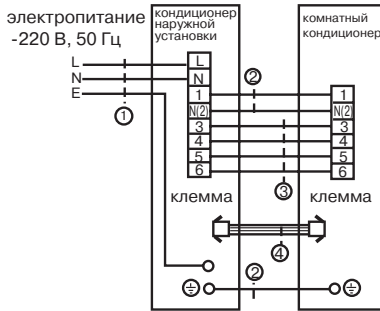 электропитание
-220 В, 50 Гц
кондиционер
наружной
установки
комнатный
кондиционер
L
N
E
L
N
1
N(2)
3
4
5
6
1
N(2)
3
4
5
6
①
②
③
клемма
клемма
④
②